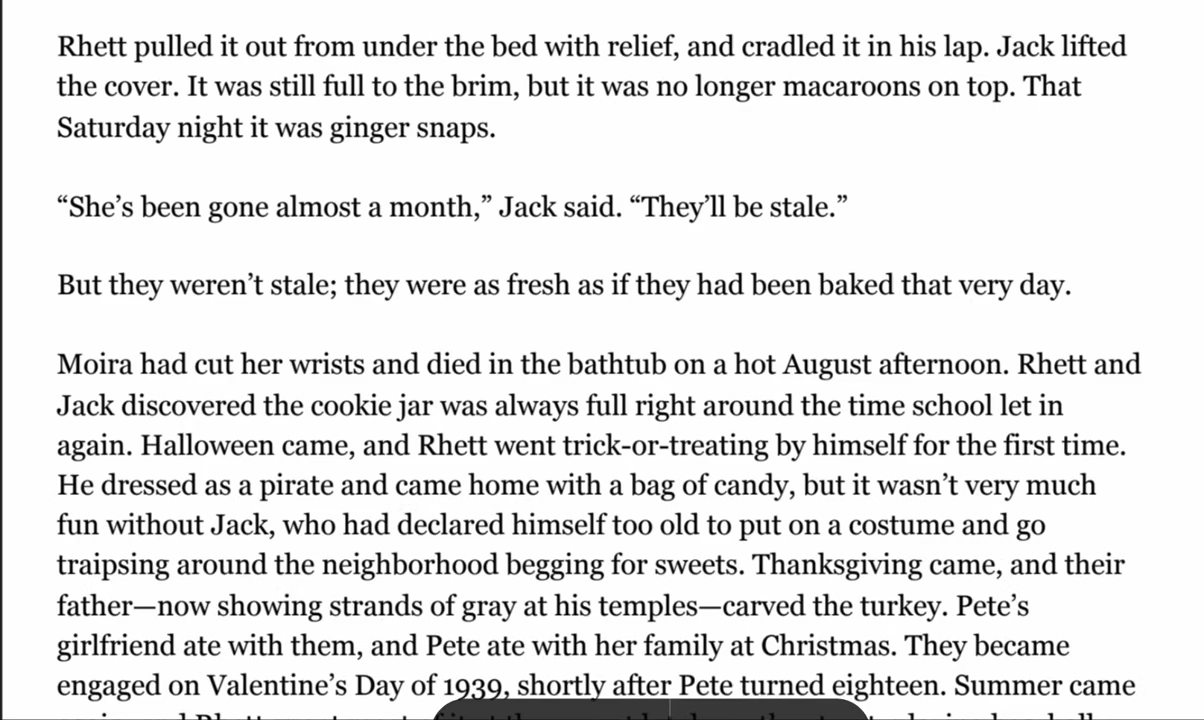 Rhett pulled it out from under the bed with relief, and cradled it in his lap. Jack lifted
the cover. It was still full to the brim, but it was no longer macaroons on top. That
Saturday night it was ginger snaps.
“She’s been gone almost a month,” Jack said. “They’ll be stale.”
But they weren’t stale; they were as fresh as if they had been baked that very day.
Moira had cut her wrists and died in the bathtub on a hot August afternoon. Rhett and
Jack discovered the cookie jar was always full right around the time school let in
again. Halloween came, and Rhett went trick-or-treating by himself for the first time.
He dressed as a pirate and came home with a bag of candy, but it wasn’t very much
fun without Jack, who had declared himself too old to put on a costume and go
traipsing around the neighborhood begging for sweets. Thanksgiving came, and their
father—now showing strands of gray at his temples—carved the turkey. Pete’s
girlfriend ate with them, and Pete ate with her family at Christmas. They became
engaged on Valentine’s Day of 1939, shortly after Pete turned eighteen. Summer came